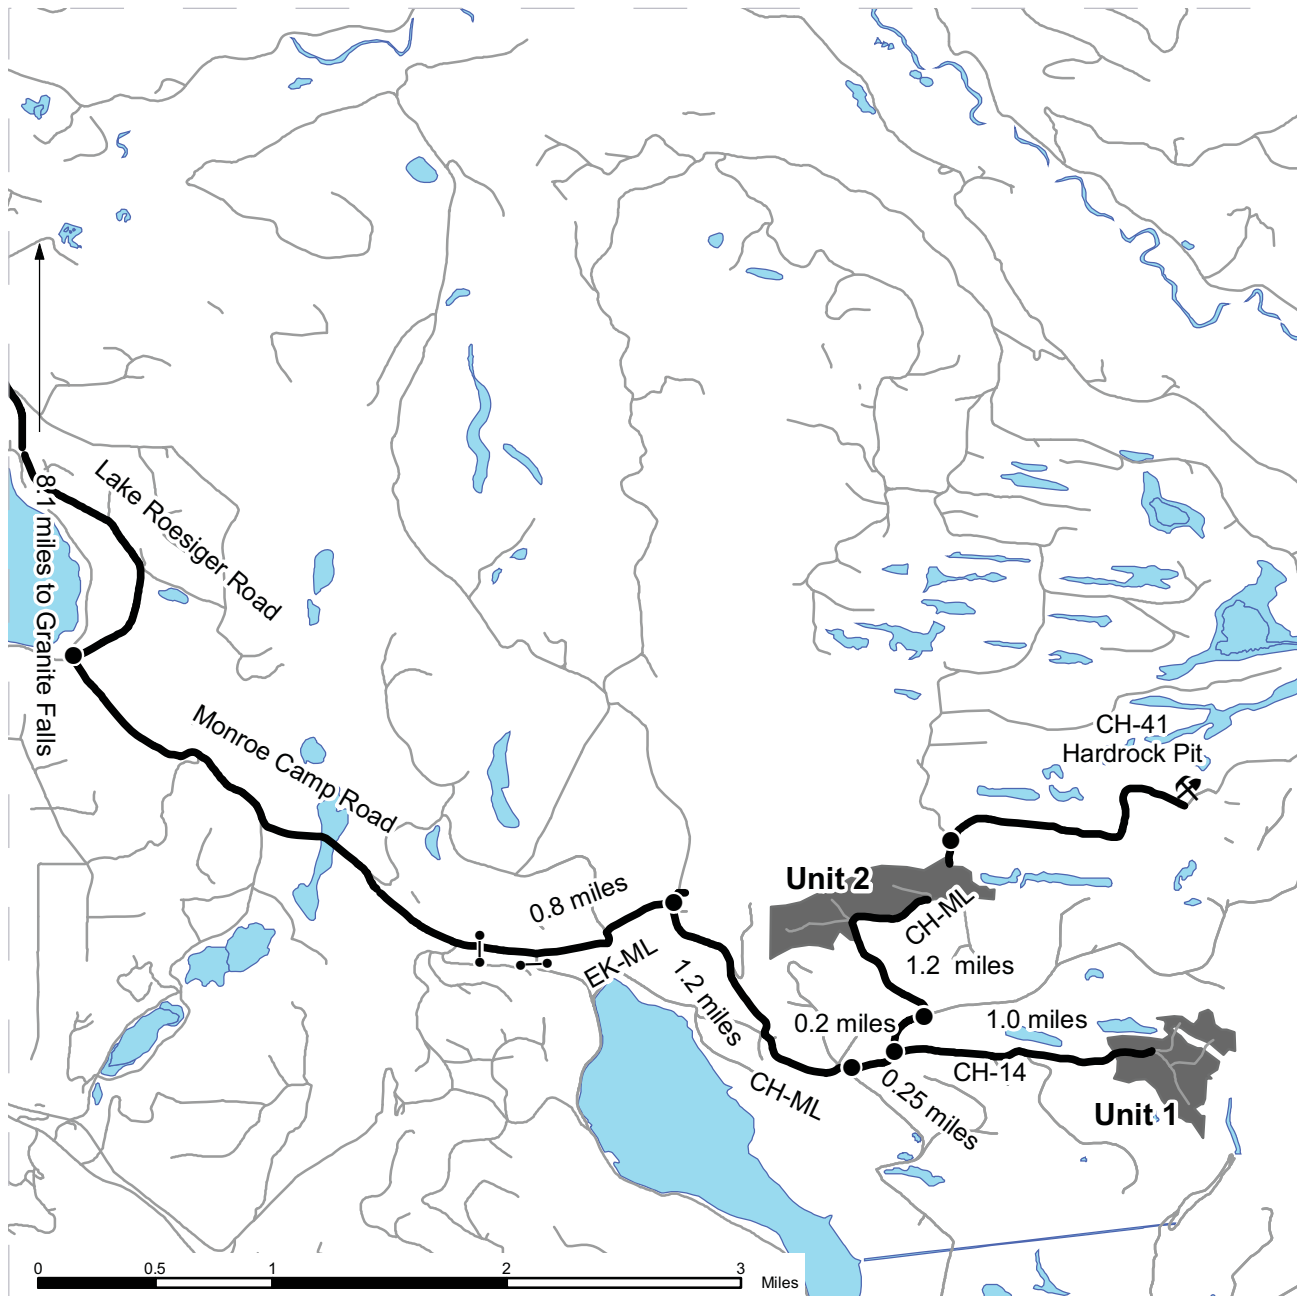 Lake Roesiger Road
8.1 miles to Granite Falls
Monroe Camp Road
CH-41
Hardrock Pit
Unit 2
0.8 miles
CH-ML
EK-ML
1.2 miles
1.2 miles
0.2 miles
1.0 miles
CH-14
CH-ML
0.25 miles
Unit 1
0 0.5 1 2 3
Miles